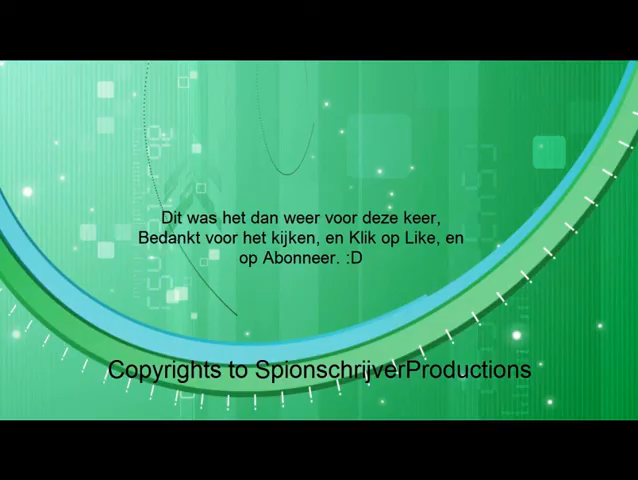 Dit was het dan weer voor deze keer,
Bedankt voor het kijken, en Klik op Like, en
op Abonneer. :D
Copyrights to SpionschrijverProductions